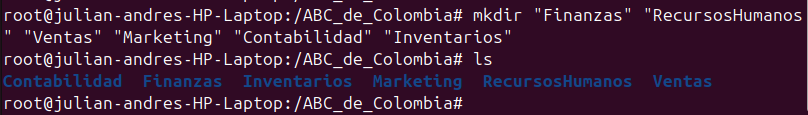 root@julian-andres-HP-Laptop:/ABC_de_Colombia# mkdir "Finanzas" "RecursosHumanos
" "Ventas" "Marketing" "Contabilidad" "Inventarios"
root@julian-andres-HP-Laptop:/ABC_de_Colombia# ls
Contabilidad  Finanzas  Inventarios  Marketing  RecursosHumanos  Ventas
root@julian-andres-HP-Laptop:/ABC_de_Colombia#